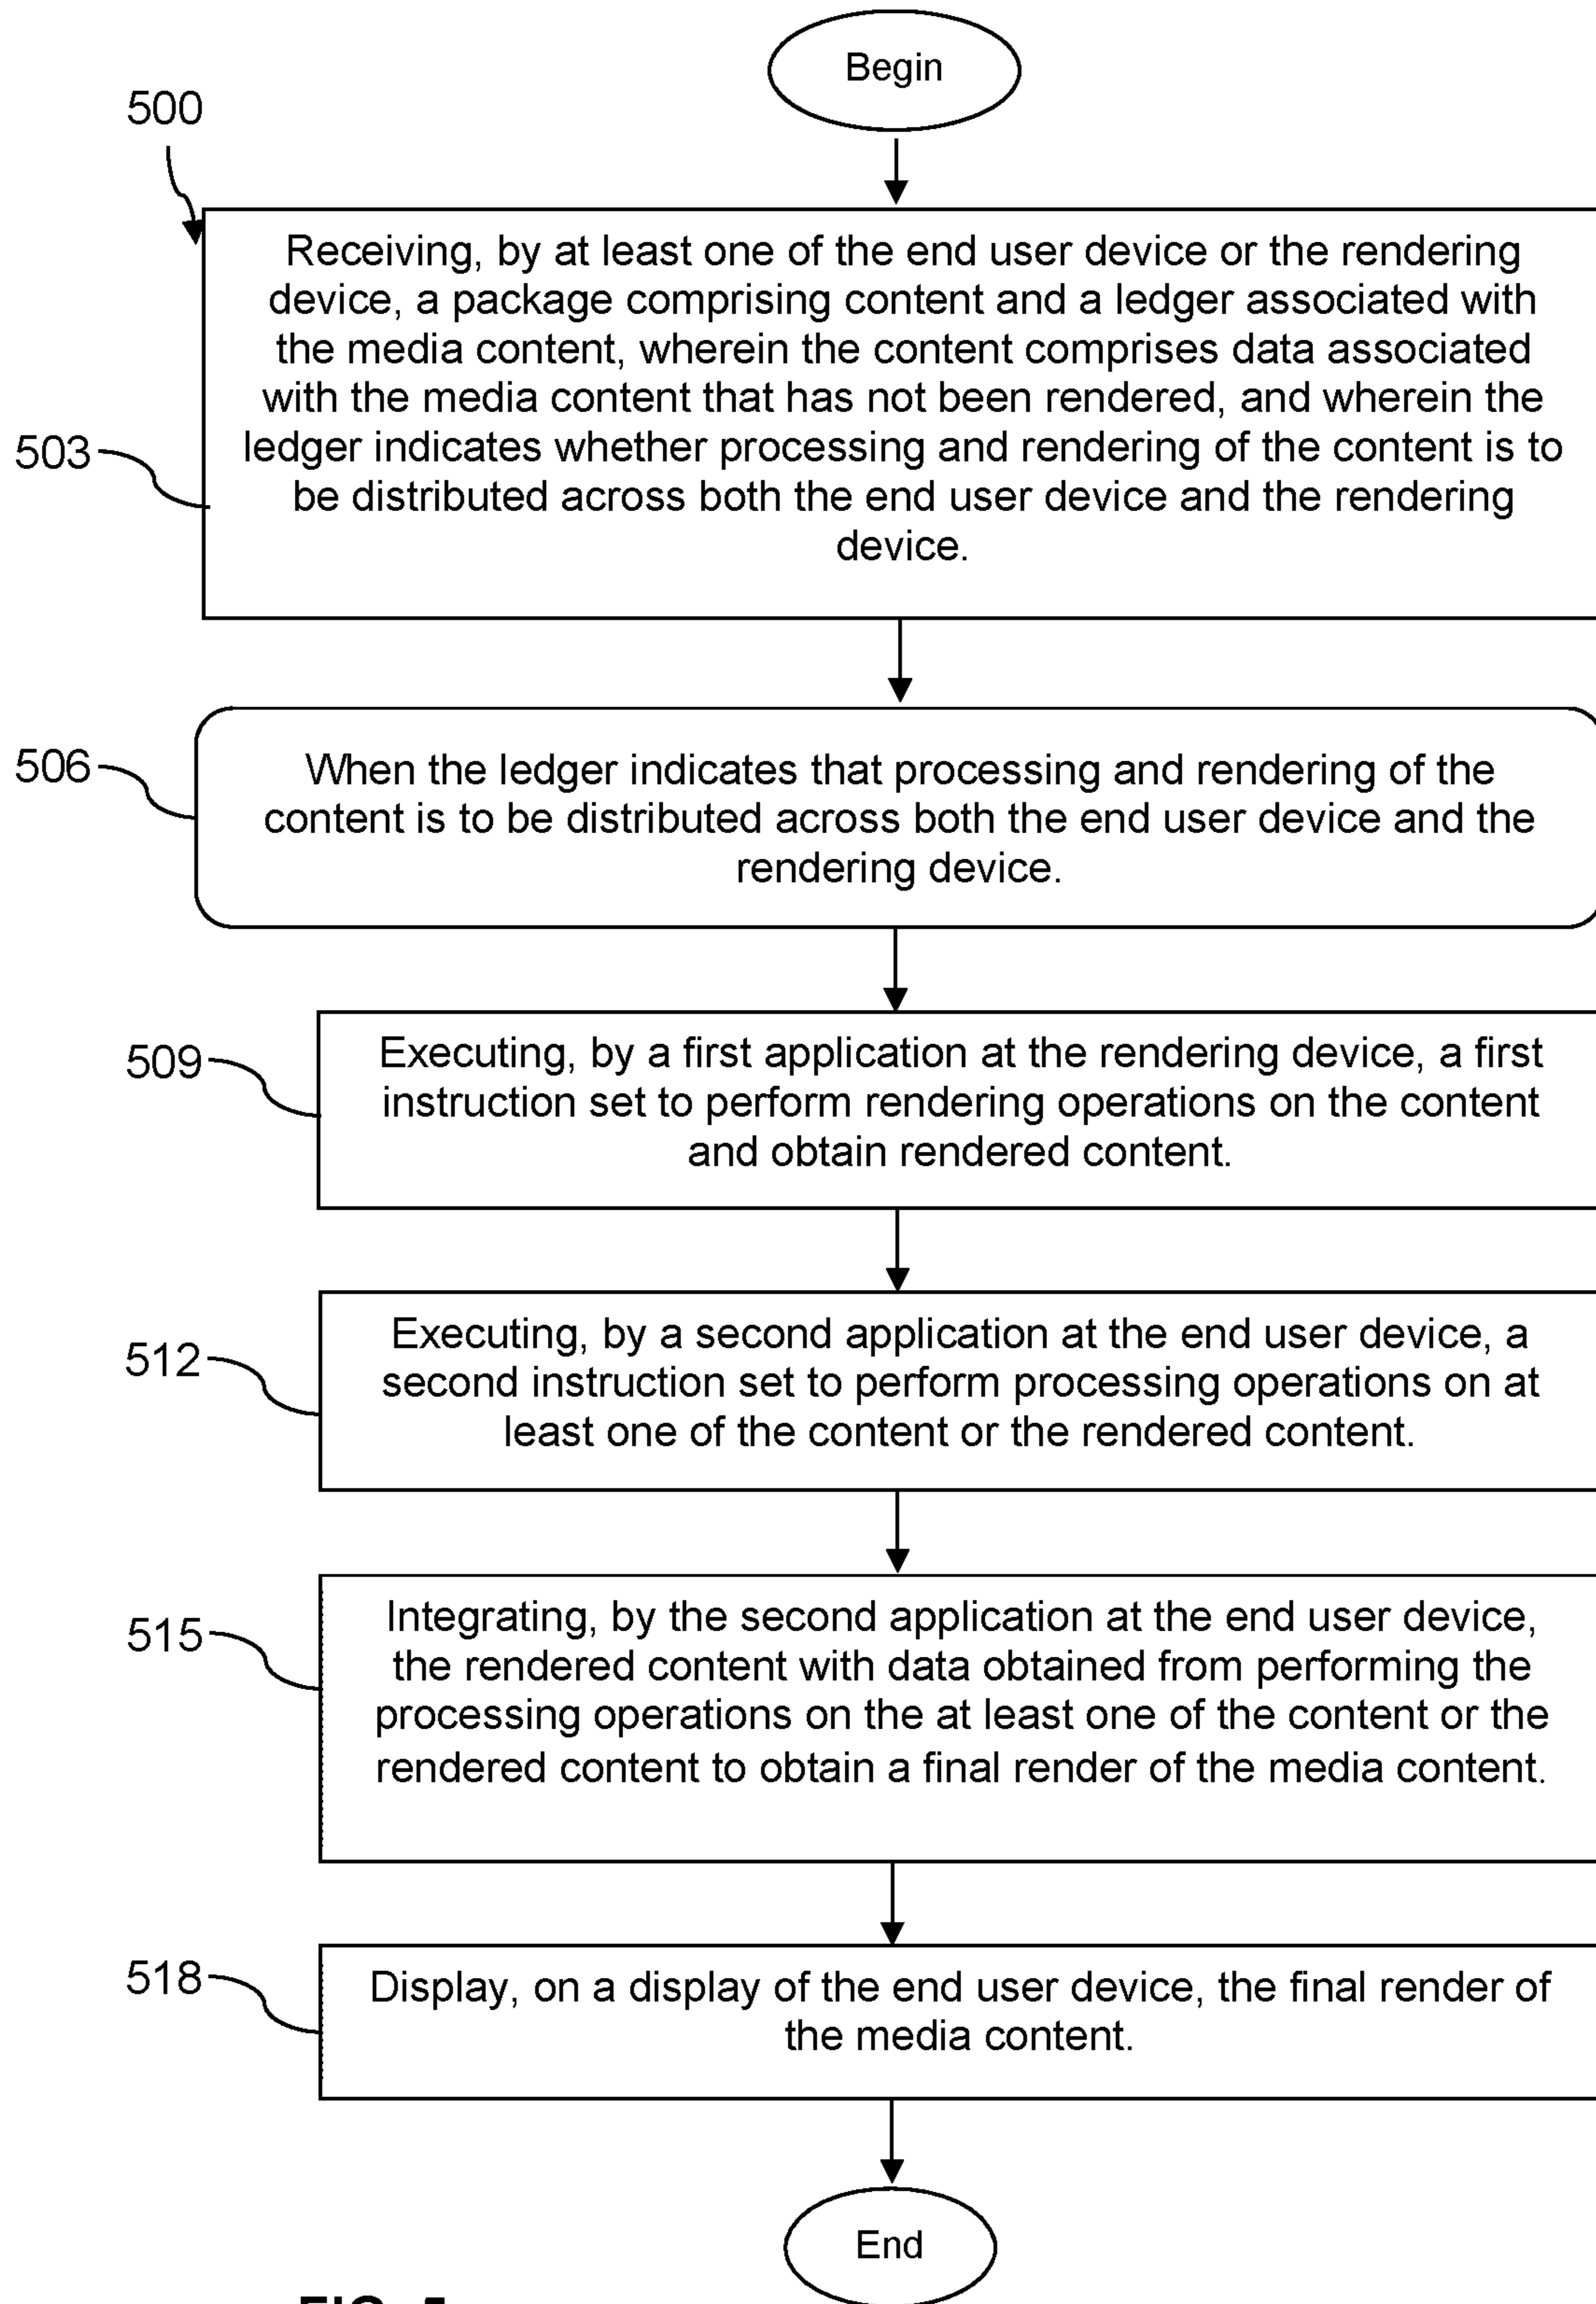 Begin
500
Receiving, by at least one of the end user device or the rendering
device, a package comprising content and a ledger associated with
the media content, wherein the content comprises data associated
with the media content that has not been rendered, and wherein the
ledger indicates whether processing and rendering of the content is to
be distributed across both the end user device and the rendering
device.
503
506
When the ledger indicates that processing and rendering of the
content is to be distributed across both the end user device and the
rendering device.
509
Executing, by a first application at the rendering device, a first
instruction set to perform rendering operations on the content
and obtain rendered content.
512
Executing, by a second application at the end user device, a
second instruction set to perform processing operations on at
least one of the content or the rendered content.
515
Integrating, by the second application at the end user device,
the rendered content with data obtained from performing the
processing operations on the at least one of the content or the
rendered content to obtain a final render of the media content.
518
Display, on a display of the end user device, the final render of
the media content.
End